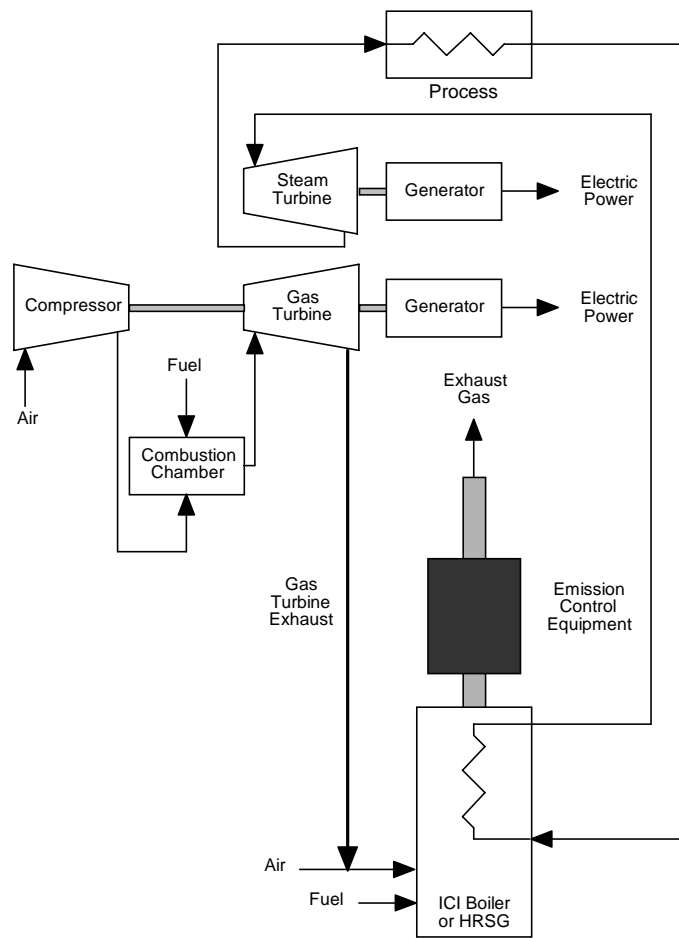 Process
Steam
Turbine
Generator
Electric
Power
Compressor
Gas
Turbine
Generator
Electric
Power
Air
Fuel
Combustion
Chamber
Exhaust
Gas
Gas
Turbine
Exhaust
Emission
Control
Equipment
Air
Fuel
ICI Boiler
or HRSG